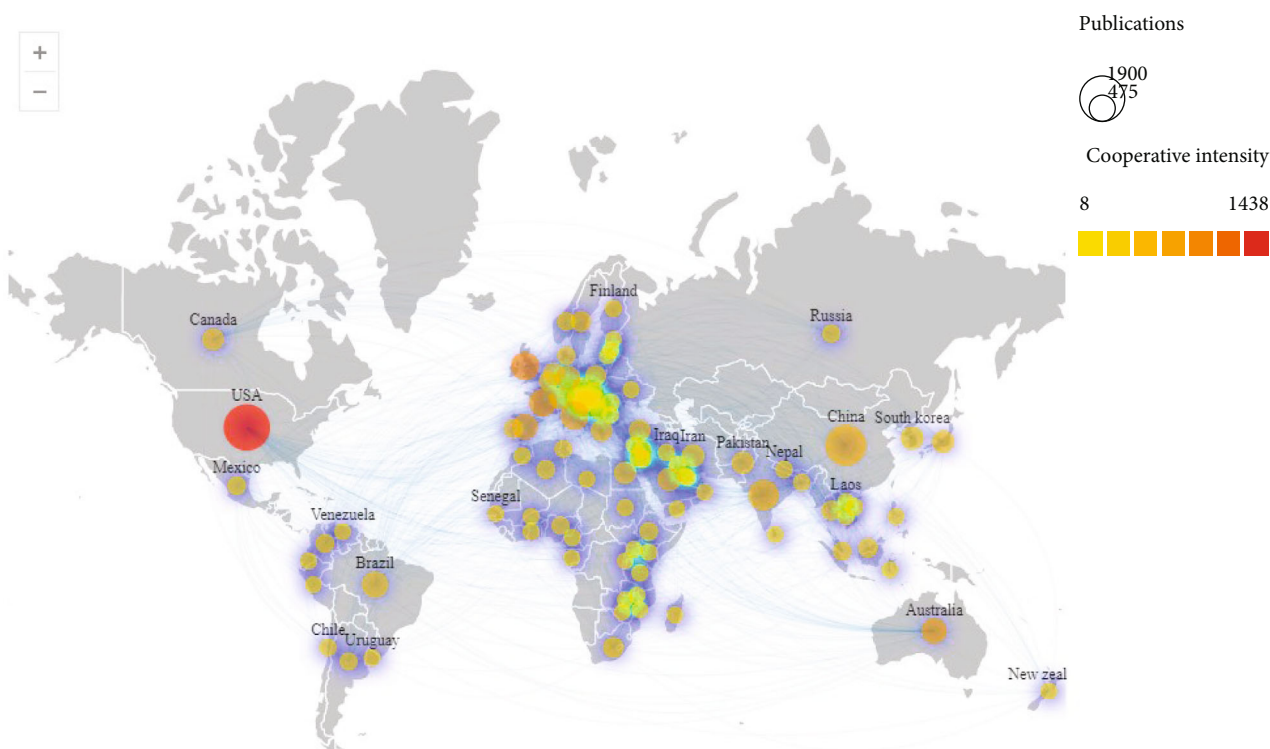 +
−
Publications
1900
475
Cooperative intensity
8 1438
Finland
Canada
Russia
USA
China
South korea
Iraq Iran
Pakistan
Nepal
Mexico
Laos
Senegal
Venezuela
Brazil
Australia
Chile
Uruguay
New zeal